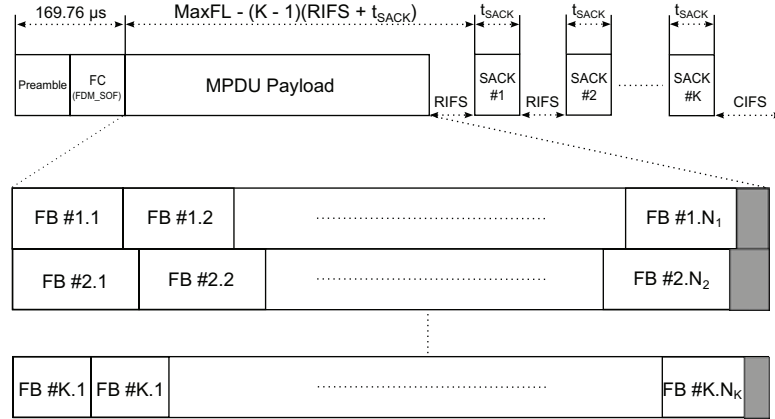 169.76 μs
MaxFL - (K - 1)(RIFS + tSACK)
tSACK
tSACK
tSACK
Preamble
FC
(FDM_SOF)
MPDU Payload
RIFS
SACK
#1
RIFS
SACK
#2
SACK
#K
CIFS
FB #1.1
FB #1.2
FB #1.N1
FB #2.1
FB #2.2
FB #2.N2
FB #K.1
FB #K.1
FB #K.NK